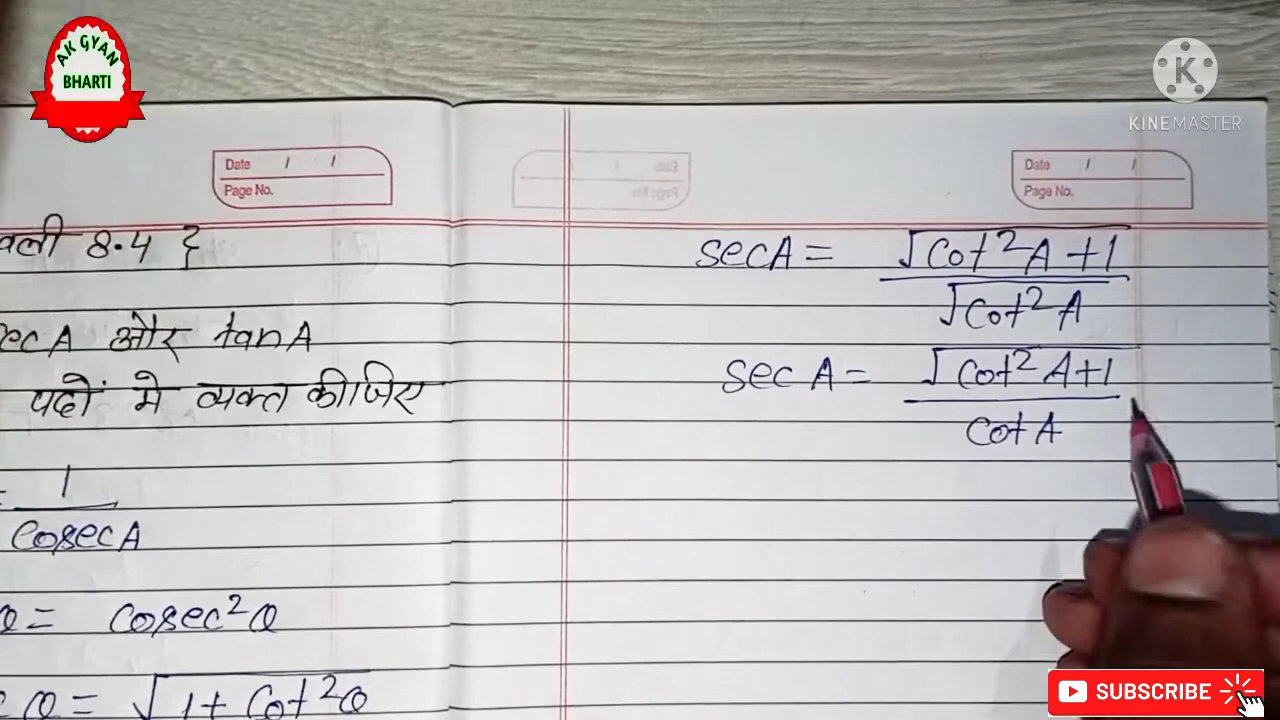 AK GYAN
BHARTI
KINEMASTER
Date / /
Page No.
Date / /
Page No.
वली 8.4 {
secA और tanA
पदों मे व्यक्त कीजिए
= 1
cosecA
θ = cosec²θ
θ = √1+cot²θ
secA = √cot²A+1
√cot²A
sec A = √cot²A+1
cotA
SUBSCRIBE